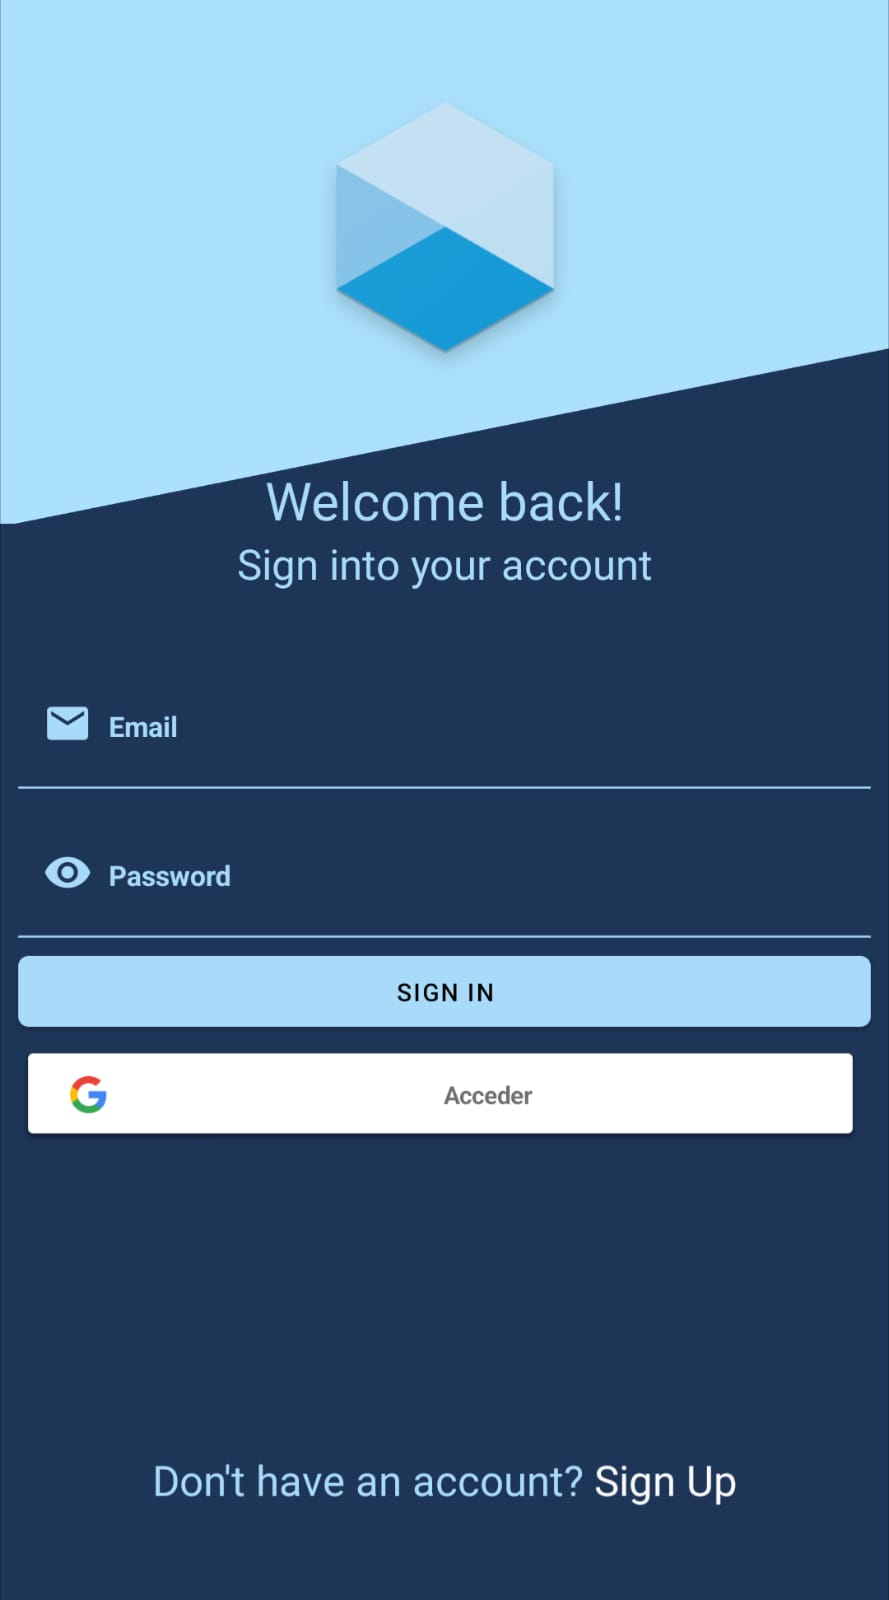 Welcome back!
Sign into your account
Email
Password
SIGN IN
Acceder
Don't have an account? Sign Up